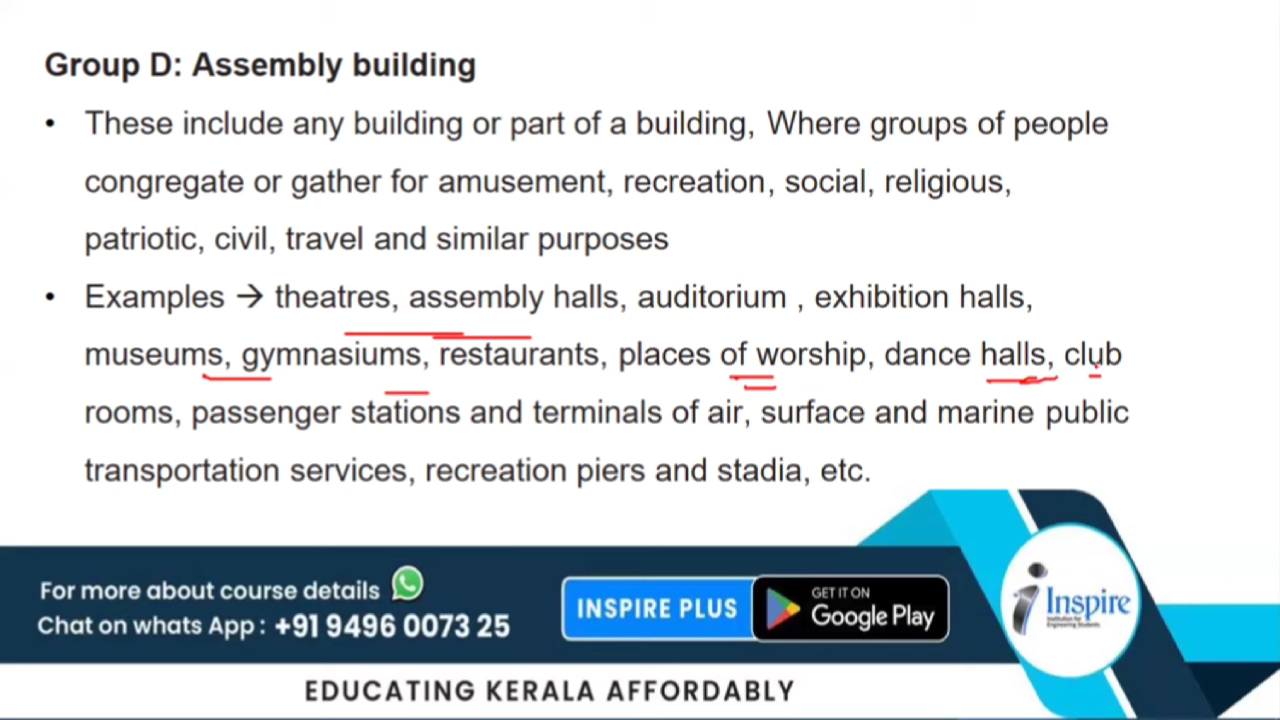 Group D: Assembly building
• These include any building or part of a building, Where groups of people
congregate or gather for amusement, recreation, social, religious,
patriotic, civil, travel and similar purposes
• Examples → theatres, assembly halls, auditorium , exhibition halls,
museums, gymnasiums, restaurants, places of worship, dance halls, club
rooms, passenger stations and terminals of air, surface and marine public
transportation services, recreation piers and stadia, etc.
For more about course details
Chat on whats App : +91 9496 0073 25
INSPIRE PLUS
GET IT ON
Google Play
Inspire
Institution for
Engineering Students
EDUCATING KERALA AFFORDABLY